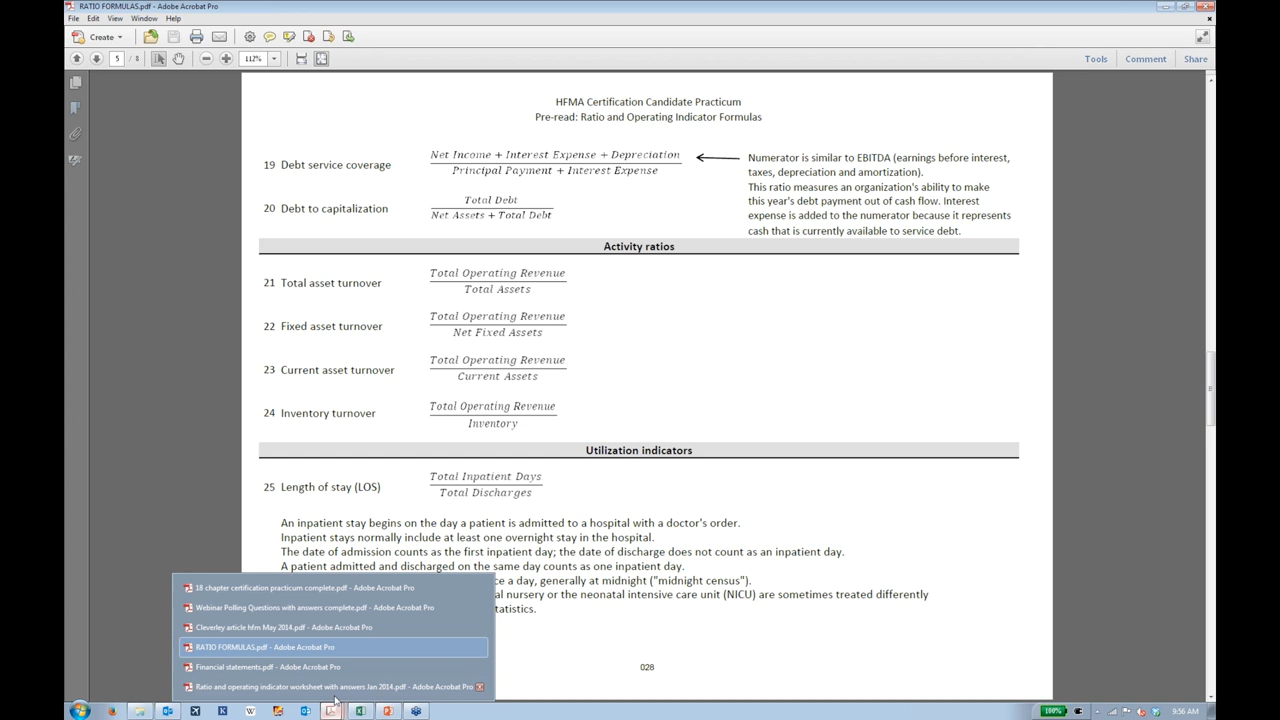 RATIO FORMULAS.pdf - Adobe Acrobat Pro
File Edit View Window Help
Create
5 / 8 112% Tools Comment Share
HFMA Certification Candidate Practicum
Pre-read: Ratio and Operating Indicator Formulas
19 Debt service coverage
Net Income + Interest Expense + Depreciation
Principal Payment + Interest Expense
Numerator is similar to EBITDA (earnings before interest,
taxes, depreciation and amortization).
This ratio measures an organization's ability to make
this year's debt payment out of cash flow. Interest
expense is added to the numerator because it represents
cash that is currently available to service debt.
20 Debt to capitalization
Total Debt
Net Assets + Total Debt
Activity ratios
21 Total asset turnover
Total Operating Revenue
Total Assets
22 Fixed asset turnover
Total Operating Revenue
Net Fixed Assets
23 Current asset turnover
Total Operating Revenue
Current Assets
24 Inventory turnover
Total Operating Revenue
Inventory
Utilization indicators
25 Length of stay (LOS)
Total Inpatient Days
Total Discharges
An inpatient stay begins on the day a patient is admitted to a hospital with a doctor's order.
Inpatient stays normally include at least one overnight stay in the hospital.
The date of admission counts as the first inpatient day; the date of discharge does not count as an inpatient day.
A patient admitted and discharged on the same day counts as one inpatient day.
ce a day, generally at midnight ("midnight census").
al nursery or the neonatal intensive care unit (NICU) are sometimes treated differently
tatistics.
028
18 chapter certification practicum complete.pdf - Adobe Acrobat Pro
Webinar Polling Questions with answers complete.pdf - Adobe Acrobat Pro
Cleverley article hfm May 2014.pdf - Adobe Acrobat Pro
RATIO FORMULAS.pdf - Adobe Acrobat Pro
Financial statements.pdf - Adobe Acrobat Pro
Ratio and operating indicator worksheet with answers Jan 2014.pdf - Adobe Acrobat Pro
100% 9:56 AM